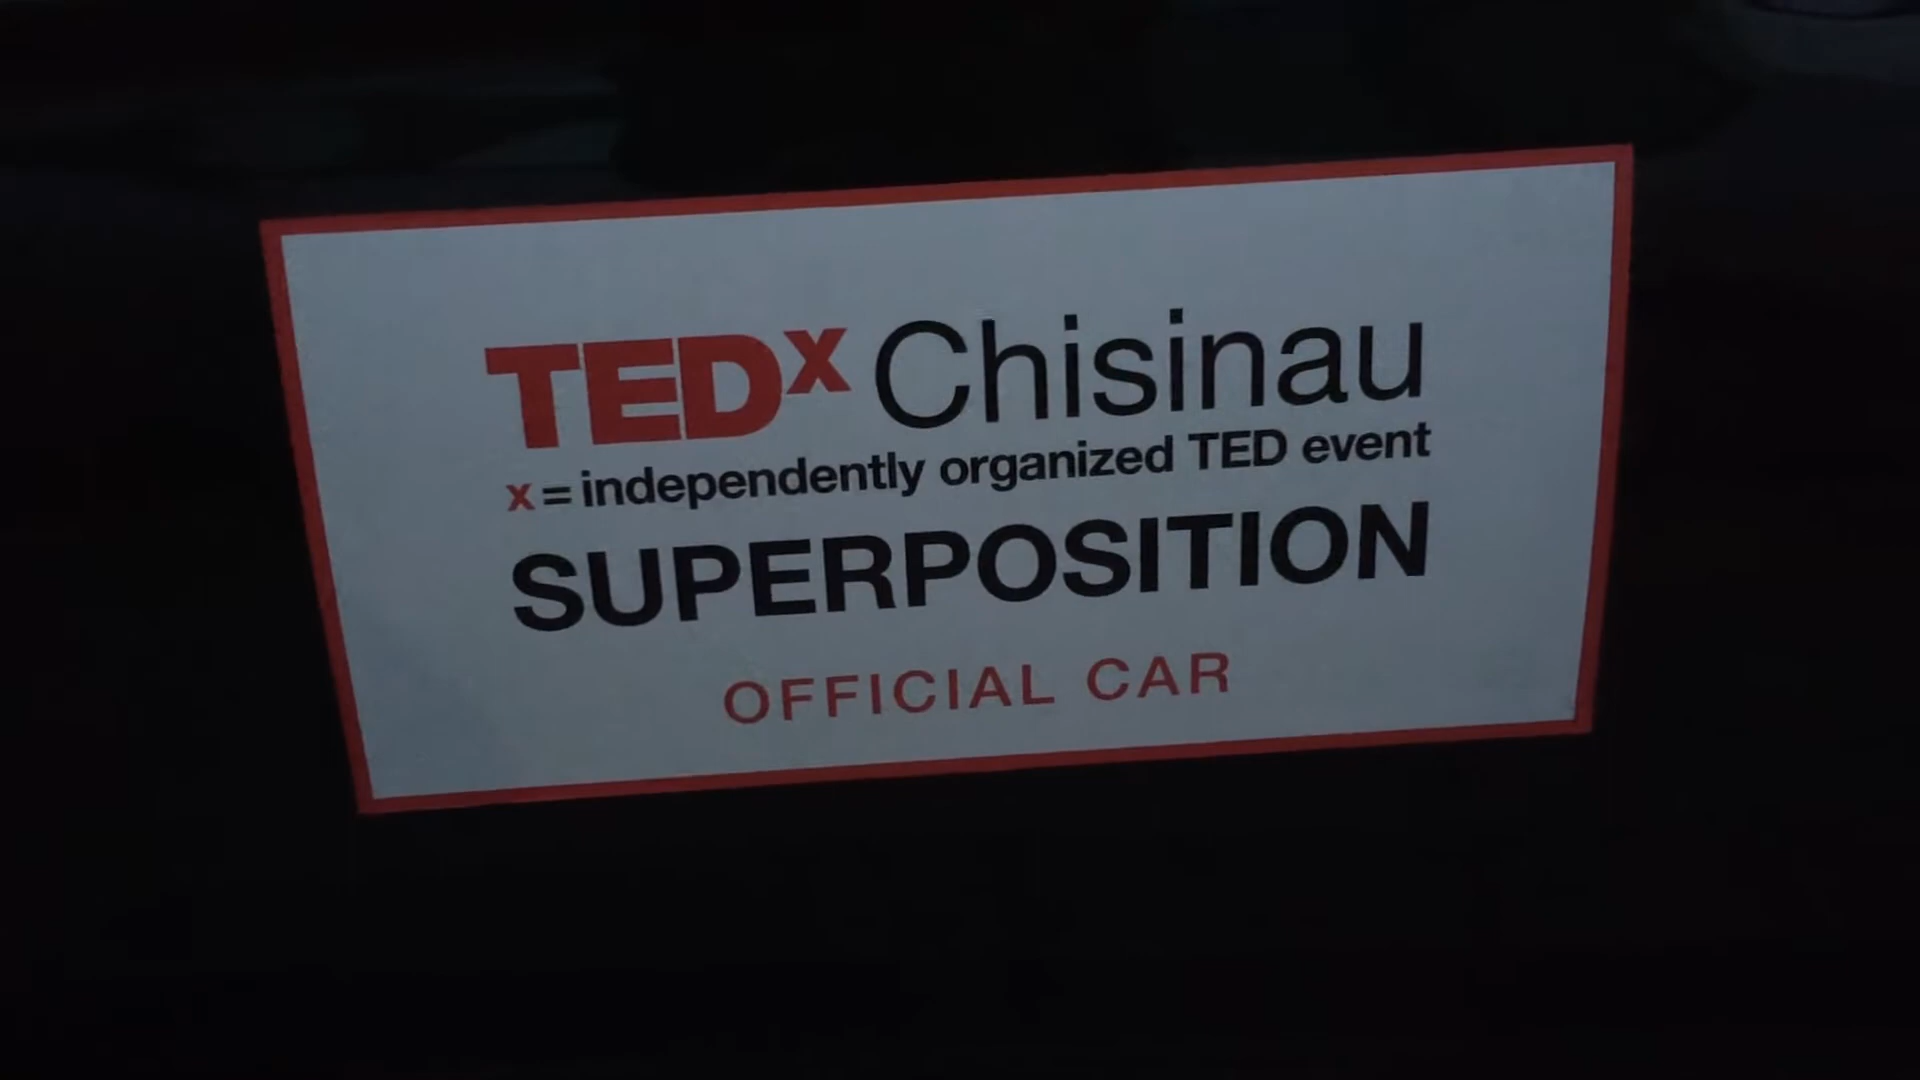 TEDx Chisinau
x = independently organized TED event
SUPERPOSITION
OFFICIAL CAR